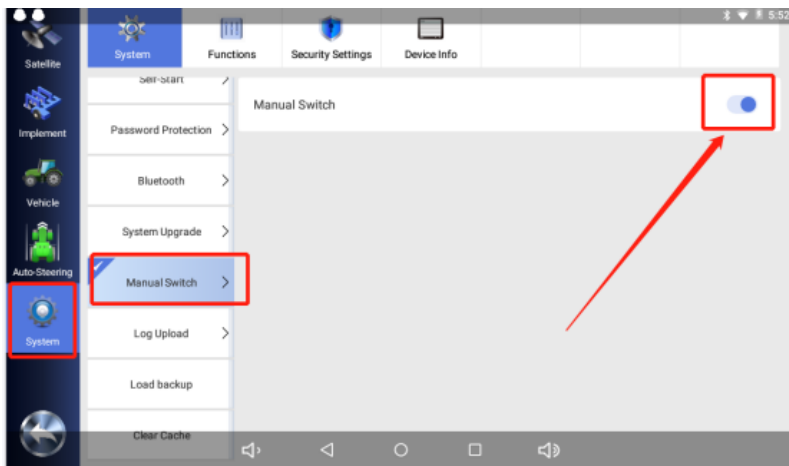 5:52
Satellite
System
Functions
Security Settings
Device Info
Self-Start
Manual Switch
Implement
Password Protection
Bluetooth
Vehicle
System Upgrade
Auto-Steering
Manual Switch
System
Log Upload
Load backup
Clear Cache